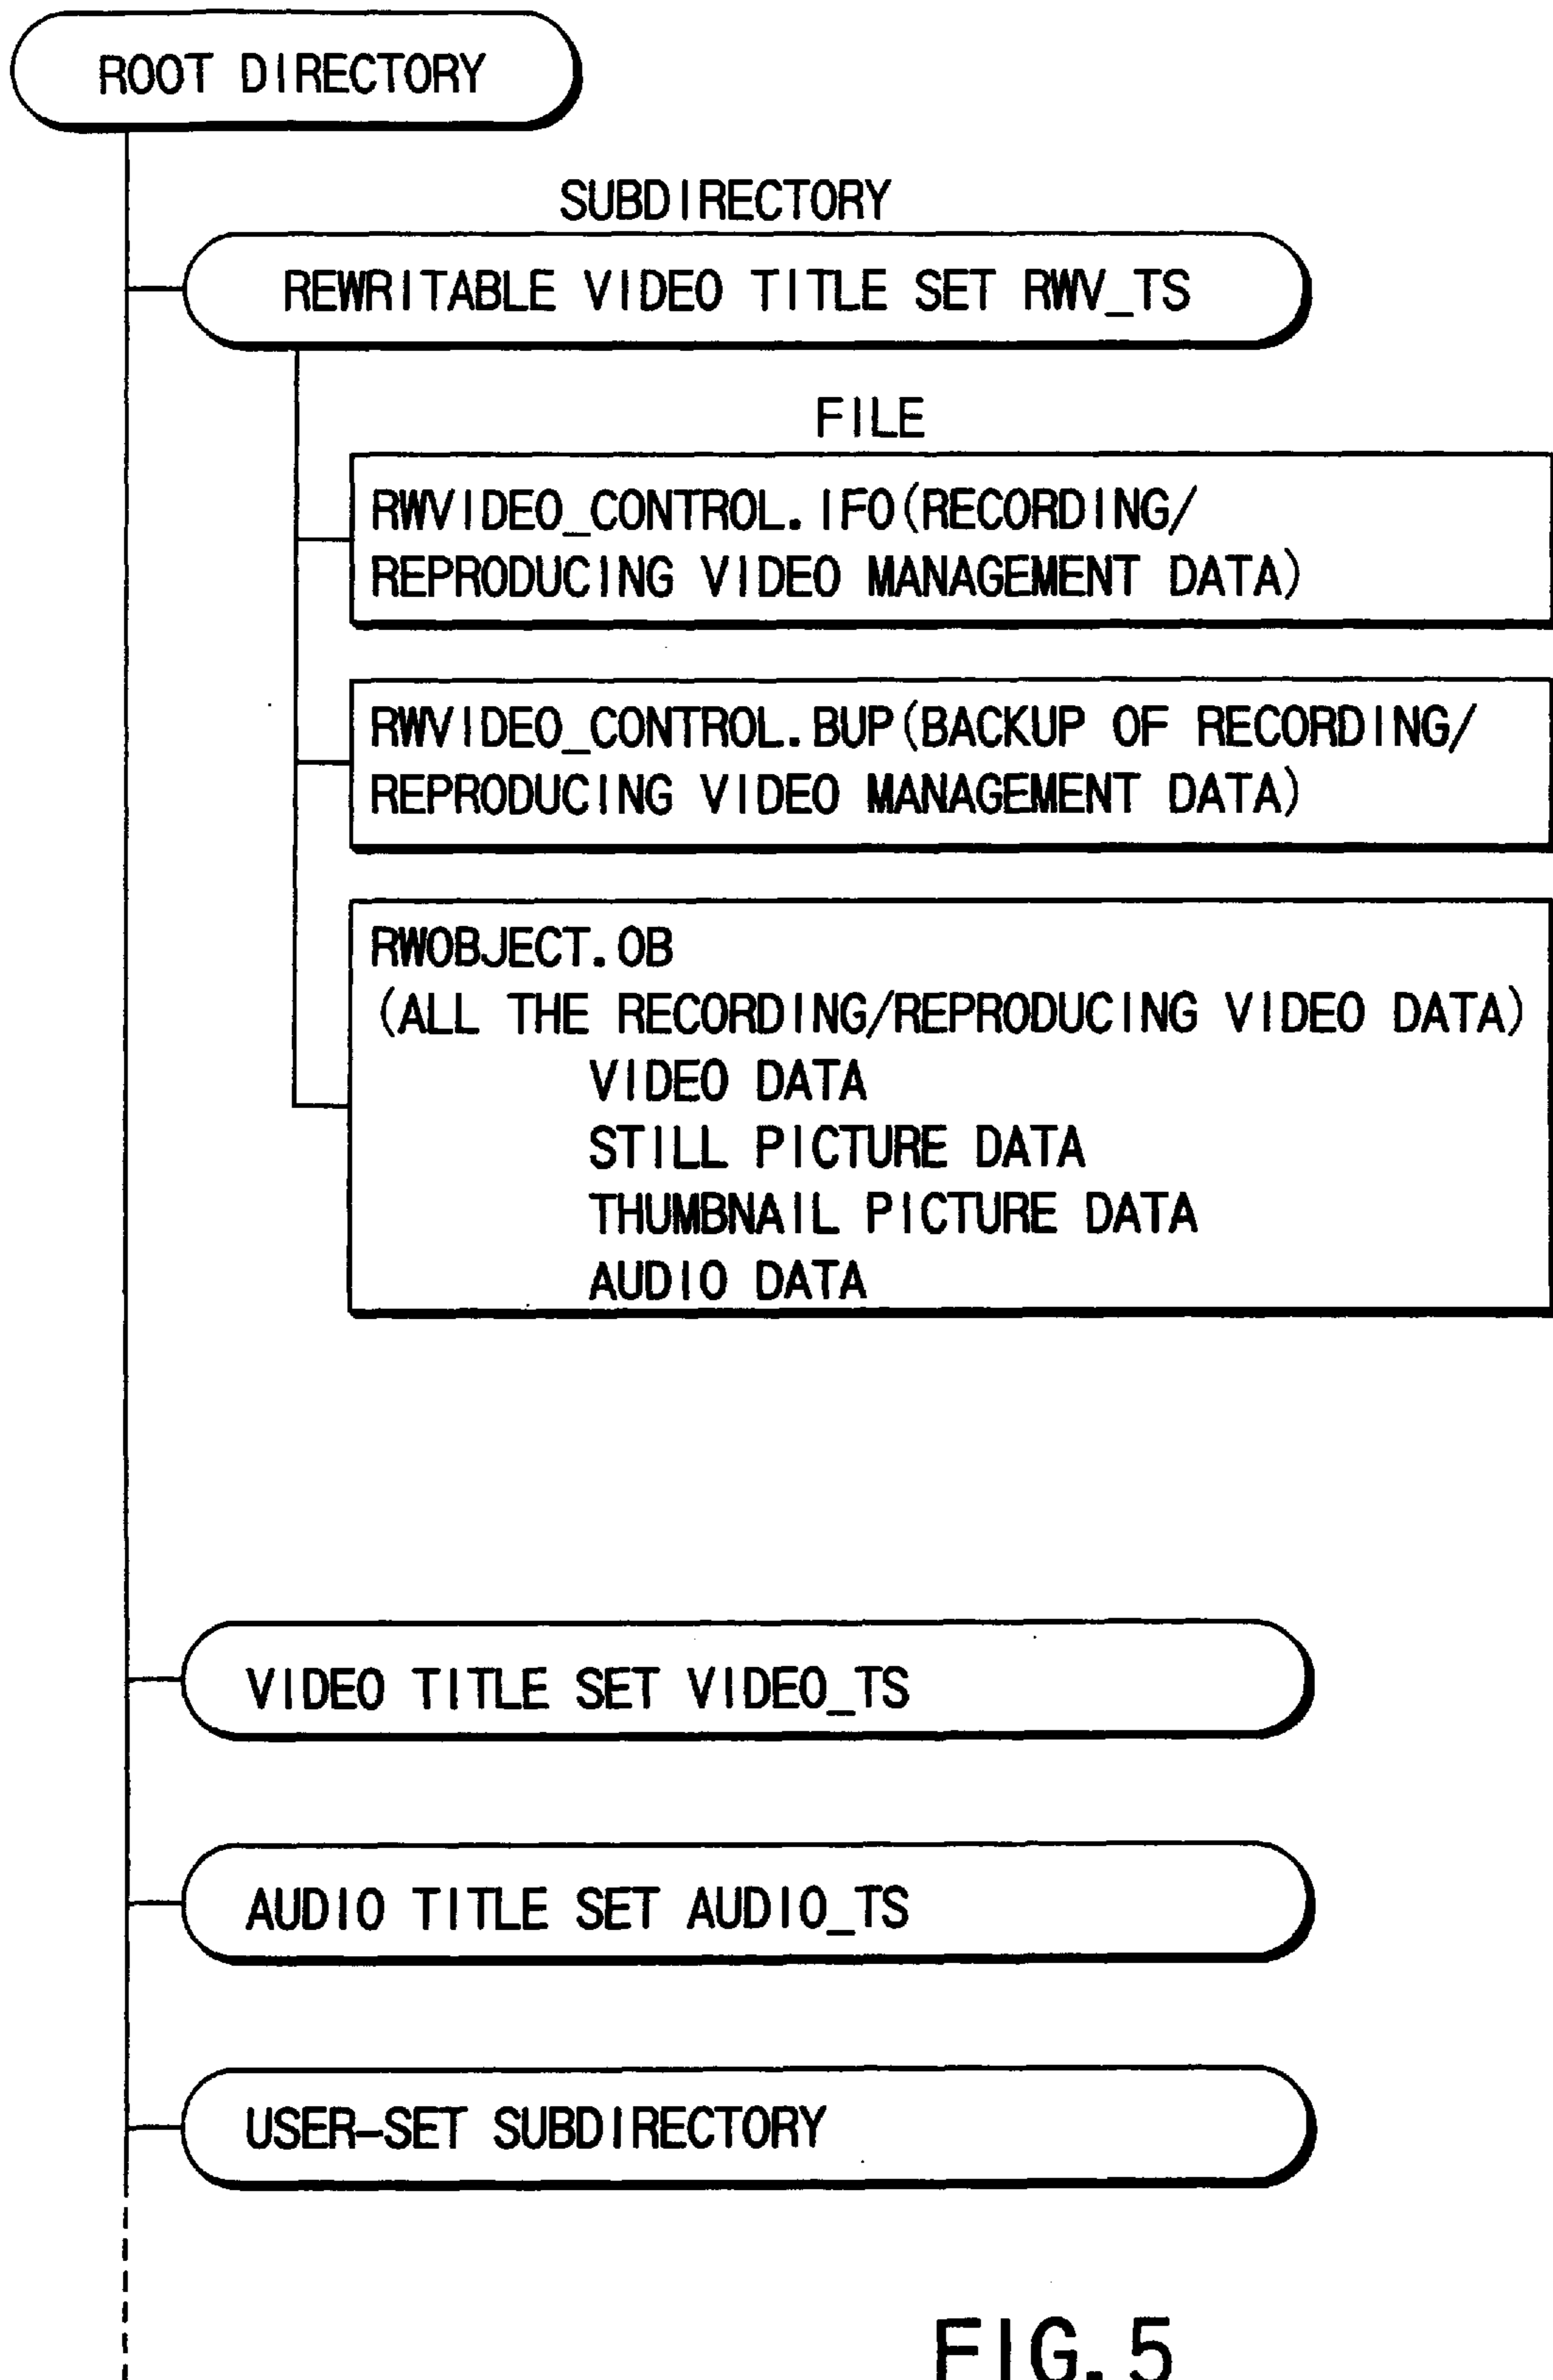 ROOT DIRECTORY
SUBDIRECTORY
REWRITABLE VIDEO TITLE SET RWV_TS
FILE
RWVIDEO_CONTROL.IFO(RECORDING/
REPRODUCING VIDEO MANAGEMENT DATA)
RWVIDEO_CONTROL.BUP(BACKUP OF RECORDING/
REPRODUCING VIDEO MANAGEMENT DATA)
RWOBJECT.OB
(ALL THE RECORDING/REPRODUCING VIDEO DATA)
VIDEO DATA
STILL PICTURE DATA
THUMBNAIL PICTURE DATA
AUDIO DATA
VIDEO TITLE SET VIDEO_TS
AUDIO TITLE SET AUDIO_TS
USER-SET SUBDIRECTORY
FIG.5